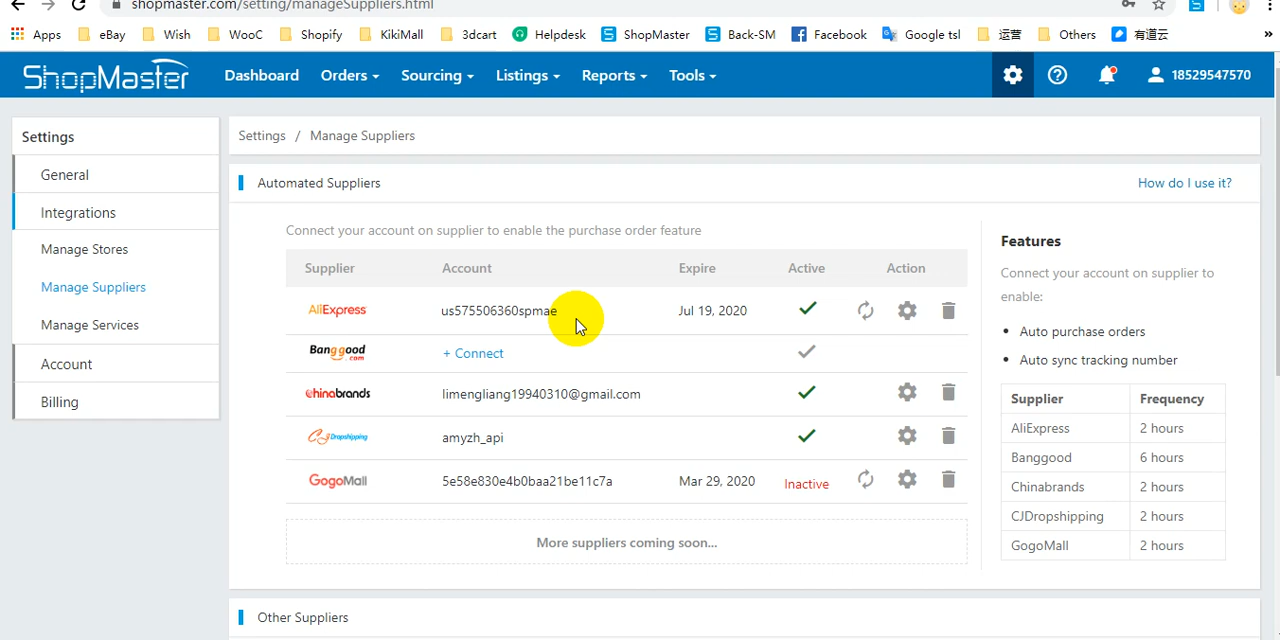 shopmaster.com/setting/manageSuppliers.html
Apps eBay Wish WooC Shopify KikiMall 3dcart Helpdesk ShopMaster Back-SM Facebook Google tsl 运营 Others 有道云 »
ShopMaster Dashboard Orders Sourcing Listings Reports Tools 18529547570
Settings
General
Integrations
Manage Stores
Manage Suppliers
Manage Services
Account
Billing
Settings / Manage Suppliers
Automated Suppliers How do I use it?
Connect your account on supplier to enable the purchase order feature
Supplier Account Expire Active Action
AliExpress us575506360spmae Jul 19, 2020
Banggood.com + Connect
chinabrands limengliang19940310@gmail.com
CJDropshipping amyzh_api
GogoMall 5e58e830e4b0baa21be11c7a Mar 29, 2020 Inactive
More suppliers coming soon...
Features
Connect your account on supplier to
enable:
• Auto purchase orders
• Auto sync tracking number
Supplier Frequency
AliExpress 2 hours
Banggood 6 hours
Chinabrands 2 hours
CJDropshipping 2 hours
GogoMall 2 hours
Other Suppliers